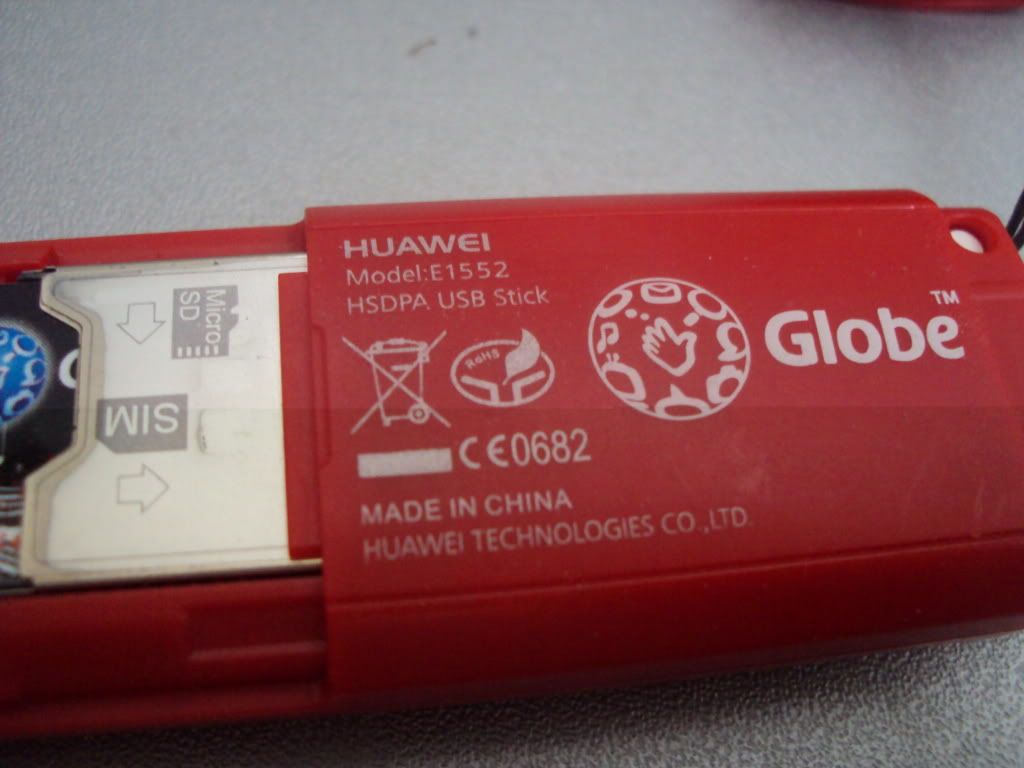 HUAWEI
Model:E1552
HSDPA USB Stick
RoHS
Globe™
CE0682
MADE IN CHINA
HUAWEI TECHNOLOGIES CO.,LTD.
Micro-
SD
SIM